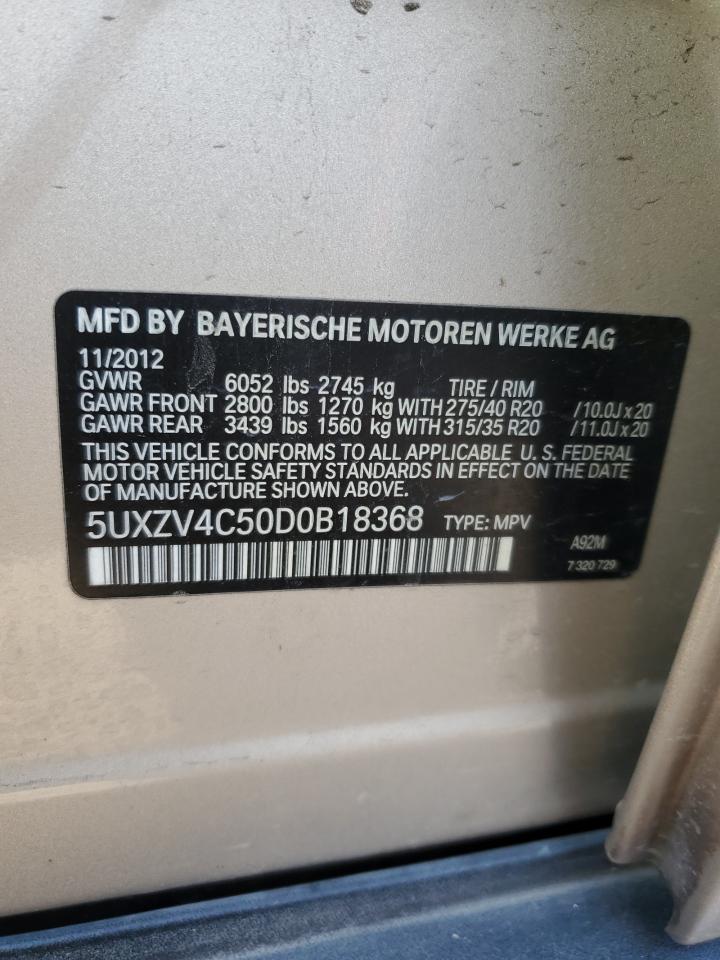 MFD BY BAYERISCHE MOTOREN WERKE AG
11/2012
GVWR 6052 lbs 2745 kg TIRE / RIM
GAWR FRONT 2800 lbs 1270 kg WITH 275/40 R20 /10.0J x 20
GAWR REAR 3439 lbs 1560 kg WITH 315/35 R20 /11.0J x 20
THIS VEHICLE CONFORMS TO ALL APPLICABLE U. S. FEDERAL
MOTOR VEHICLE SAFETY STANDARDS IN EFFECT ON THE DATE
OF MANUFACTURE SHOWN ABOVE.
5UXZV4C50D0B18368 TYPE: MPV
A92M
7 320 729